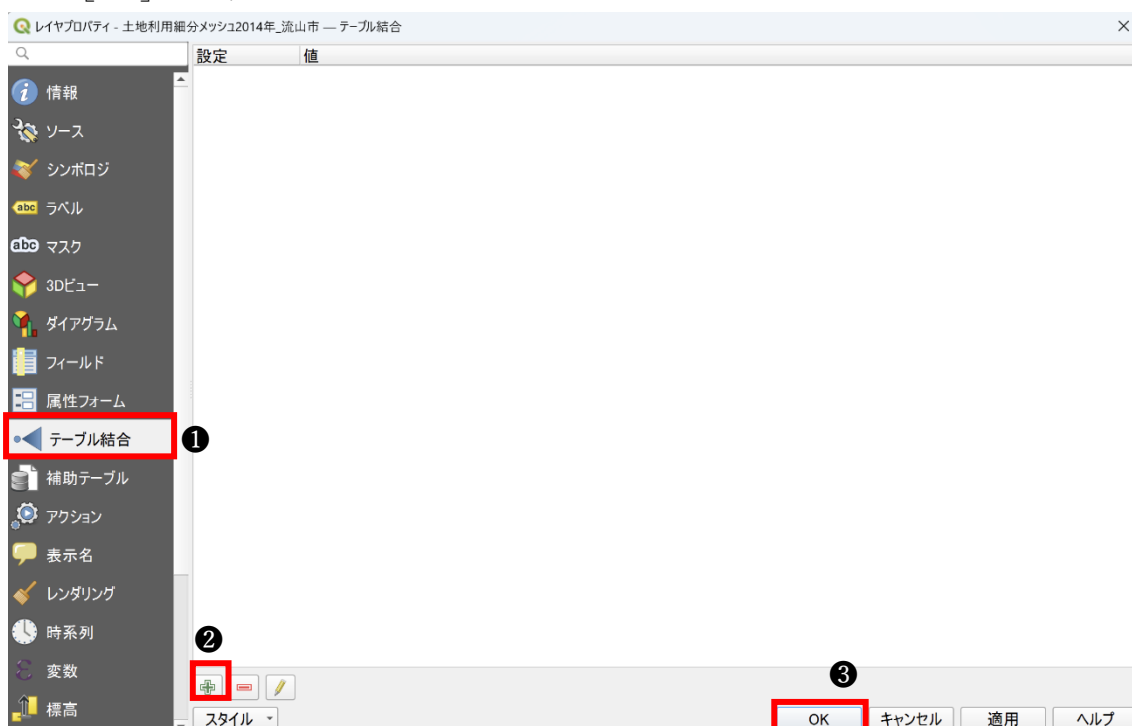 レイヤプロパティ - 土地利用細分メッシュ2014年_流山市 — テーブル結合
設定 値
情報
ソース
シンボロジ
abc ラベル
abc マスク
3Dビュー
ダイアグラム
フィールド
属性フォーム
テーブル結合 ❶
補助テーブル
アクション
表示名
レンダリング
時系列 ❷
変数
❸
標高
スタイル OK キャンセル 適用 ヘルプ